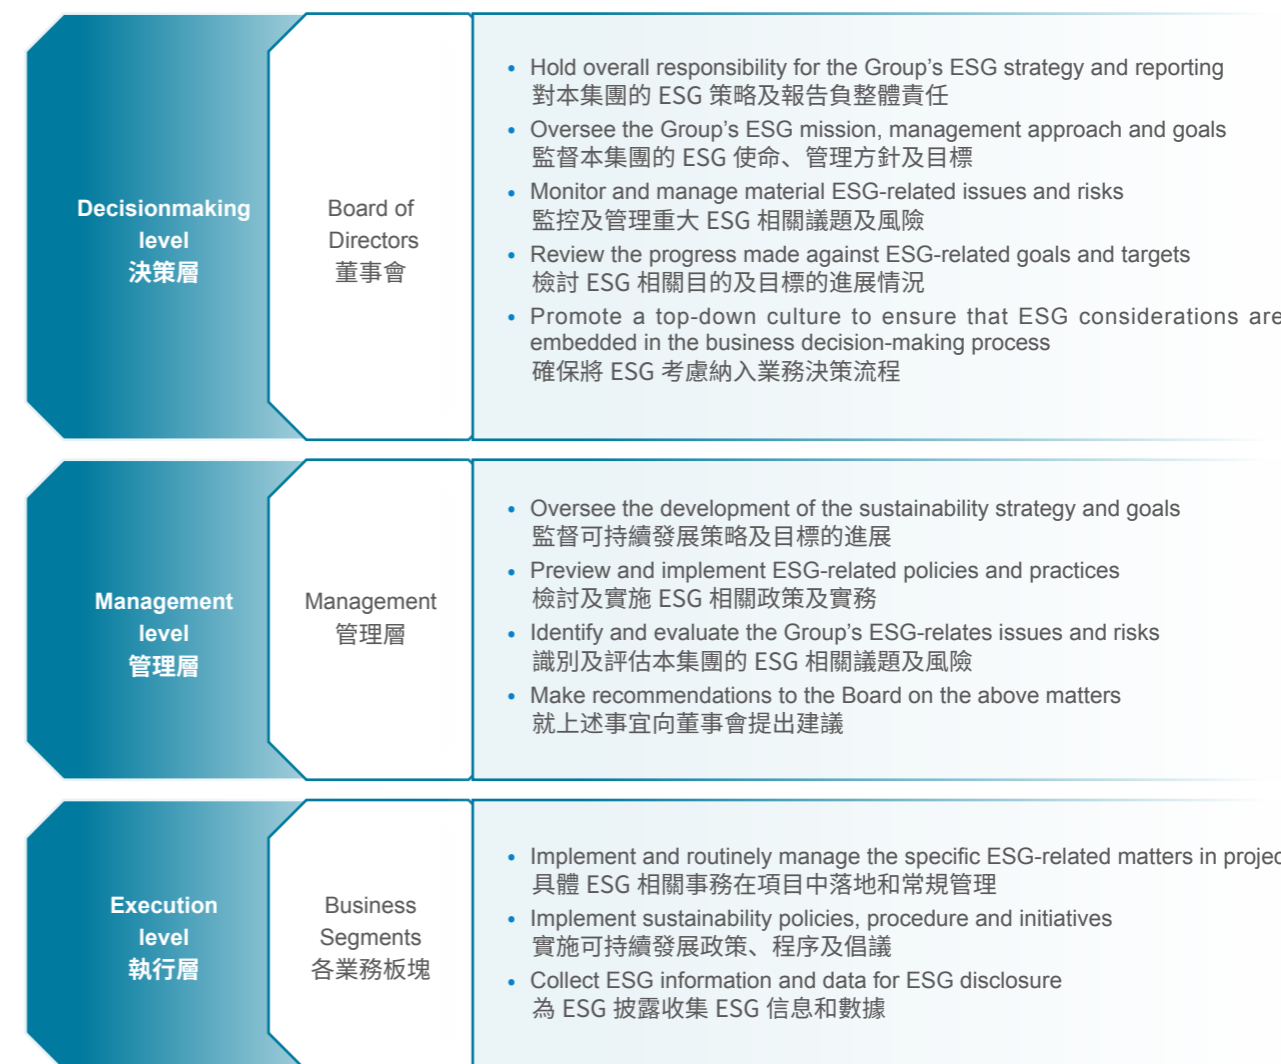 Decisionmaking
level
決策層
Board of
Directors
董事會
• Hold overall responsibility for the Group’s ESG strategy and reporting
對本集團的 ESG 策略及報告負整體責任
• Oversee the Group’s ESG mission, management approach and goals
監督本集團的 ESG 使命、管理方針及目標
• Monitor and manage material ESG-related issues and risks
監控及管理重大 ESG 相關議題及風險
• Review the progress made against ESG-related goals and targets
檢討 ESG 相關目的及目標的進展情況
• Promote a top-down culture to ensure that ESG considerations are
embedded in the business decision-making process
確保將 ESG 考慮納入業務決策流程
Management
level
管理層
Management
管理層
• Oversee the development of the sustainability strategy and goals
監督可持續發展策略及目標的進展
• Preview and implement ESG-related policies and practices
檢討及實施 ESG 相關政策及實務
• Identify and evaluate the Group’s ESG-relates issues and risks
識別及評估本集團的 ESG 相關議題及風險
• Make recommendations to the Board on the above matters
就上述事宜向董事會提出建議
Execution
level
執行層
Business
Segments
各業務板塊
• Implement and routinely manage the specific ESG-related matters in projec
具體 ESG 相關事務在項目中落地和常規管理
• Implement sustainability policies, procedure and initiatives
實施可持續發展政策、程序及倡議
• Collect ESG information and data for ESG disclosure
為 ESG 披露收集 ESG 信息和數據